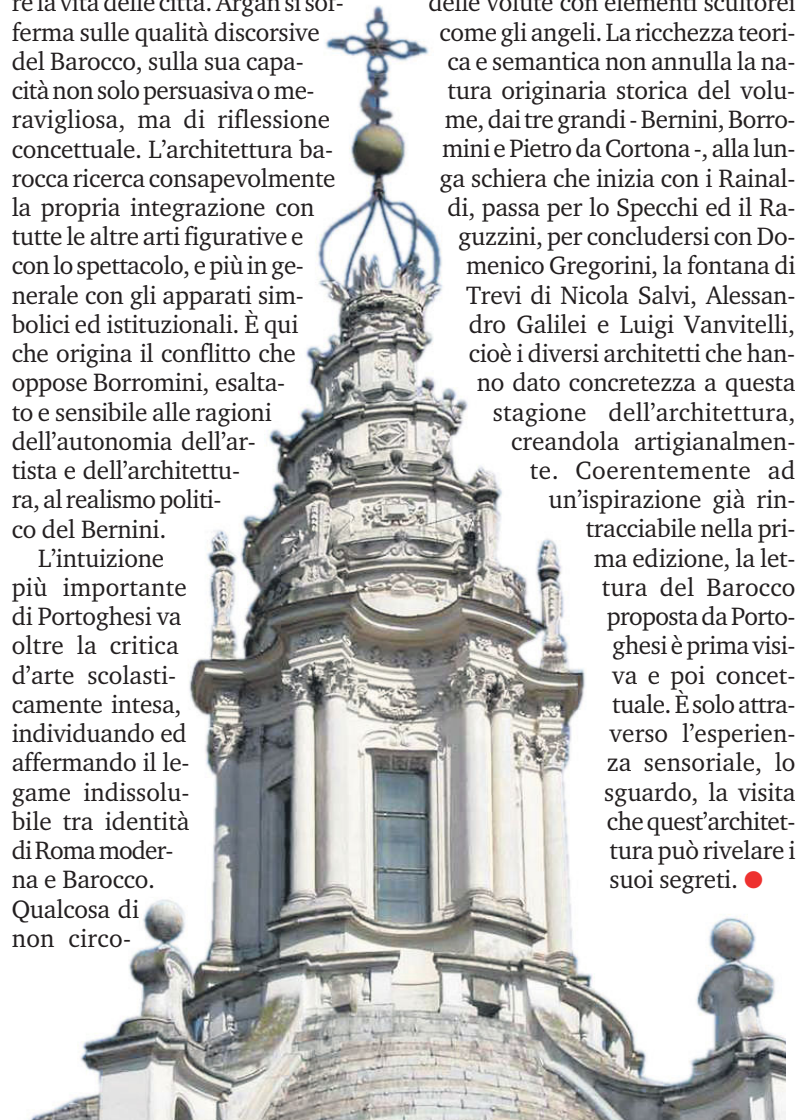 re la vita delle città. Argan si sof-
ferma sulle qualità discorsive
del Barocco, sulla sua capa-
cità non solo persuasiva o me-
ravigliosa, ma di riflessione
concettuale. L'architettura ba-
rocca ricerca consapevolmente
la propria integrazione con
tutte le altre arti figurative e
con lo spettacolo, e più in ge-
nerale con gli apparati sim-
bolici ed istituzionali. È qui
che origina il conflitto che
oppose Borromini, esalta-
to e sensibile alle ragioni
dell'autonomia dell'ar-
tista e dell'architettu-
ra, al realismo politi-
co del Bernini.
L'intuizione
più importante
di Portoghesi va
oltre la critica
d'arte scolasti-
camente intesa,
individuando ed
affermando il le-
game indissolu-
bile tra identità
di Roma moder-
na e Barocco.
Qualcosa di
non circo-
delle volute con elementi scultorei
come gli angeli. La ricchezza teori-
ca e semantica non annulla la na-
tura originaria storica del volu-
me, dai tre grandi - Bernini, Borro-
mini e Pietro da Cortona -, alla lun-
ga schiera che inizia con i Rainal-
di, passa per lo Specchi ed il Ra-
guzzini, per concludersi con Do-
menico Gregorini, la fontana di
Trevi di Nicola Salvi, Alessan-
dro Galilei e Luigi Vanvitelli,
cioè i diversi architetti che han-
no dato concretezza a questa
stagione dell'architettura,
creandola artigianalmen-
te. Coerentemente ad
un'ispirazione già rin-
tracciabile nella pri-
ma edizione, la let-
tura del Barocco
proposta da Porto-
ghesi è prima visi-
va e poi concet-
tuale. È solo attra-
verso l'esperien-
za sensoriale, lo
sguardo, la visita
che quest'architet-
tura può rivelare i
suoi segreti.